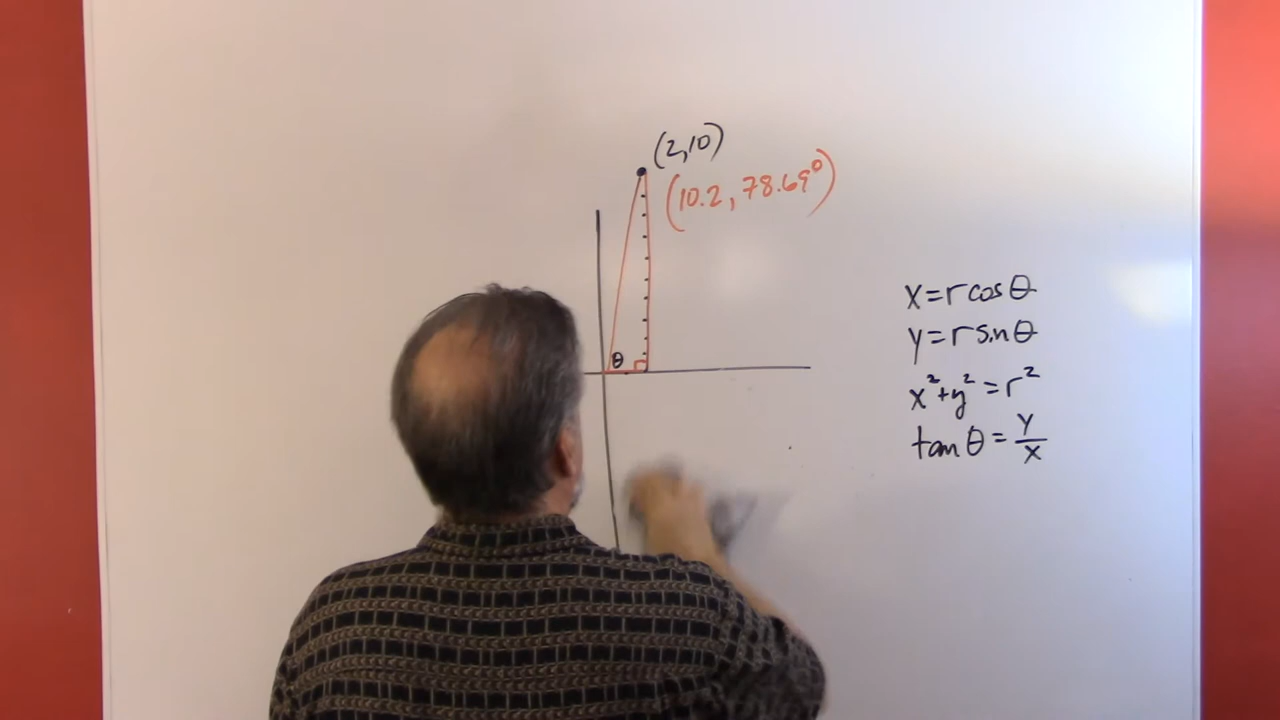 (2,10)
(10.2, 78.69°)
θ
x=r cos θ
y=r sin θ
x²+y²=r²
tan θ = y/x